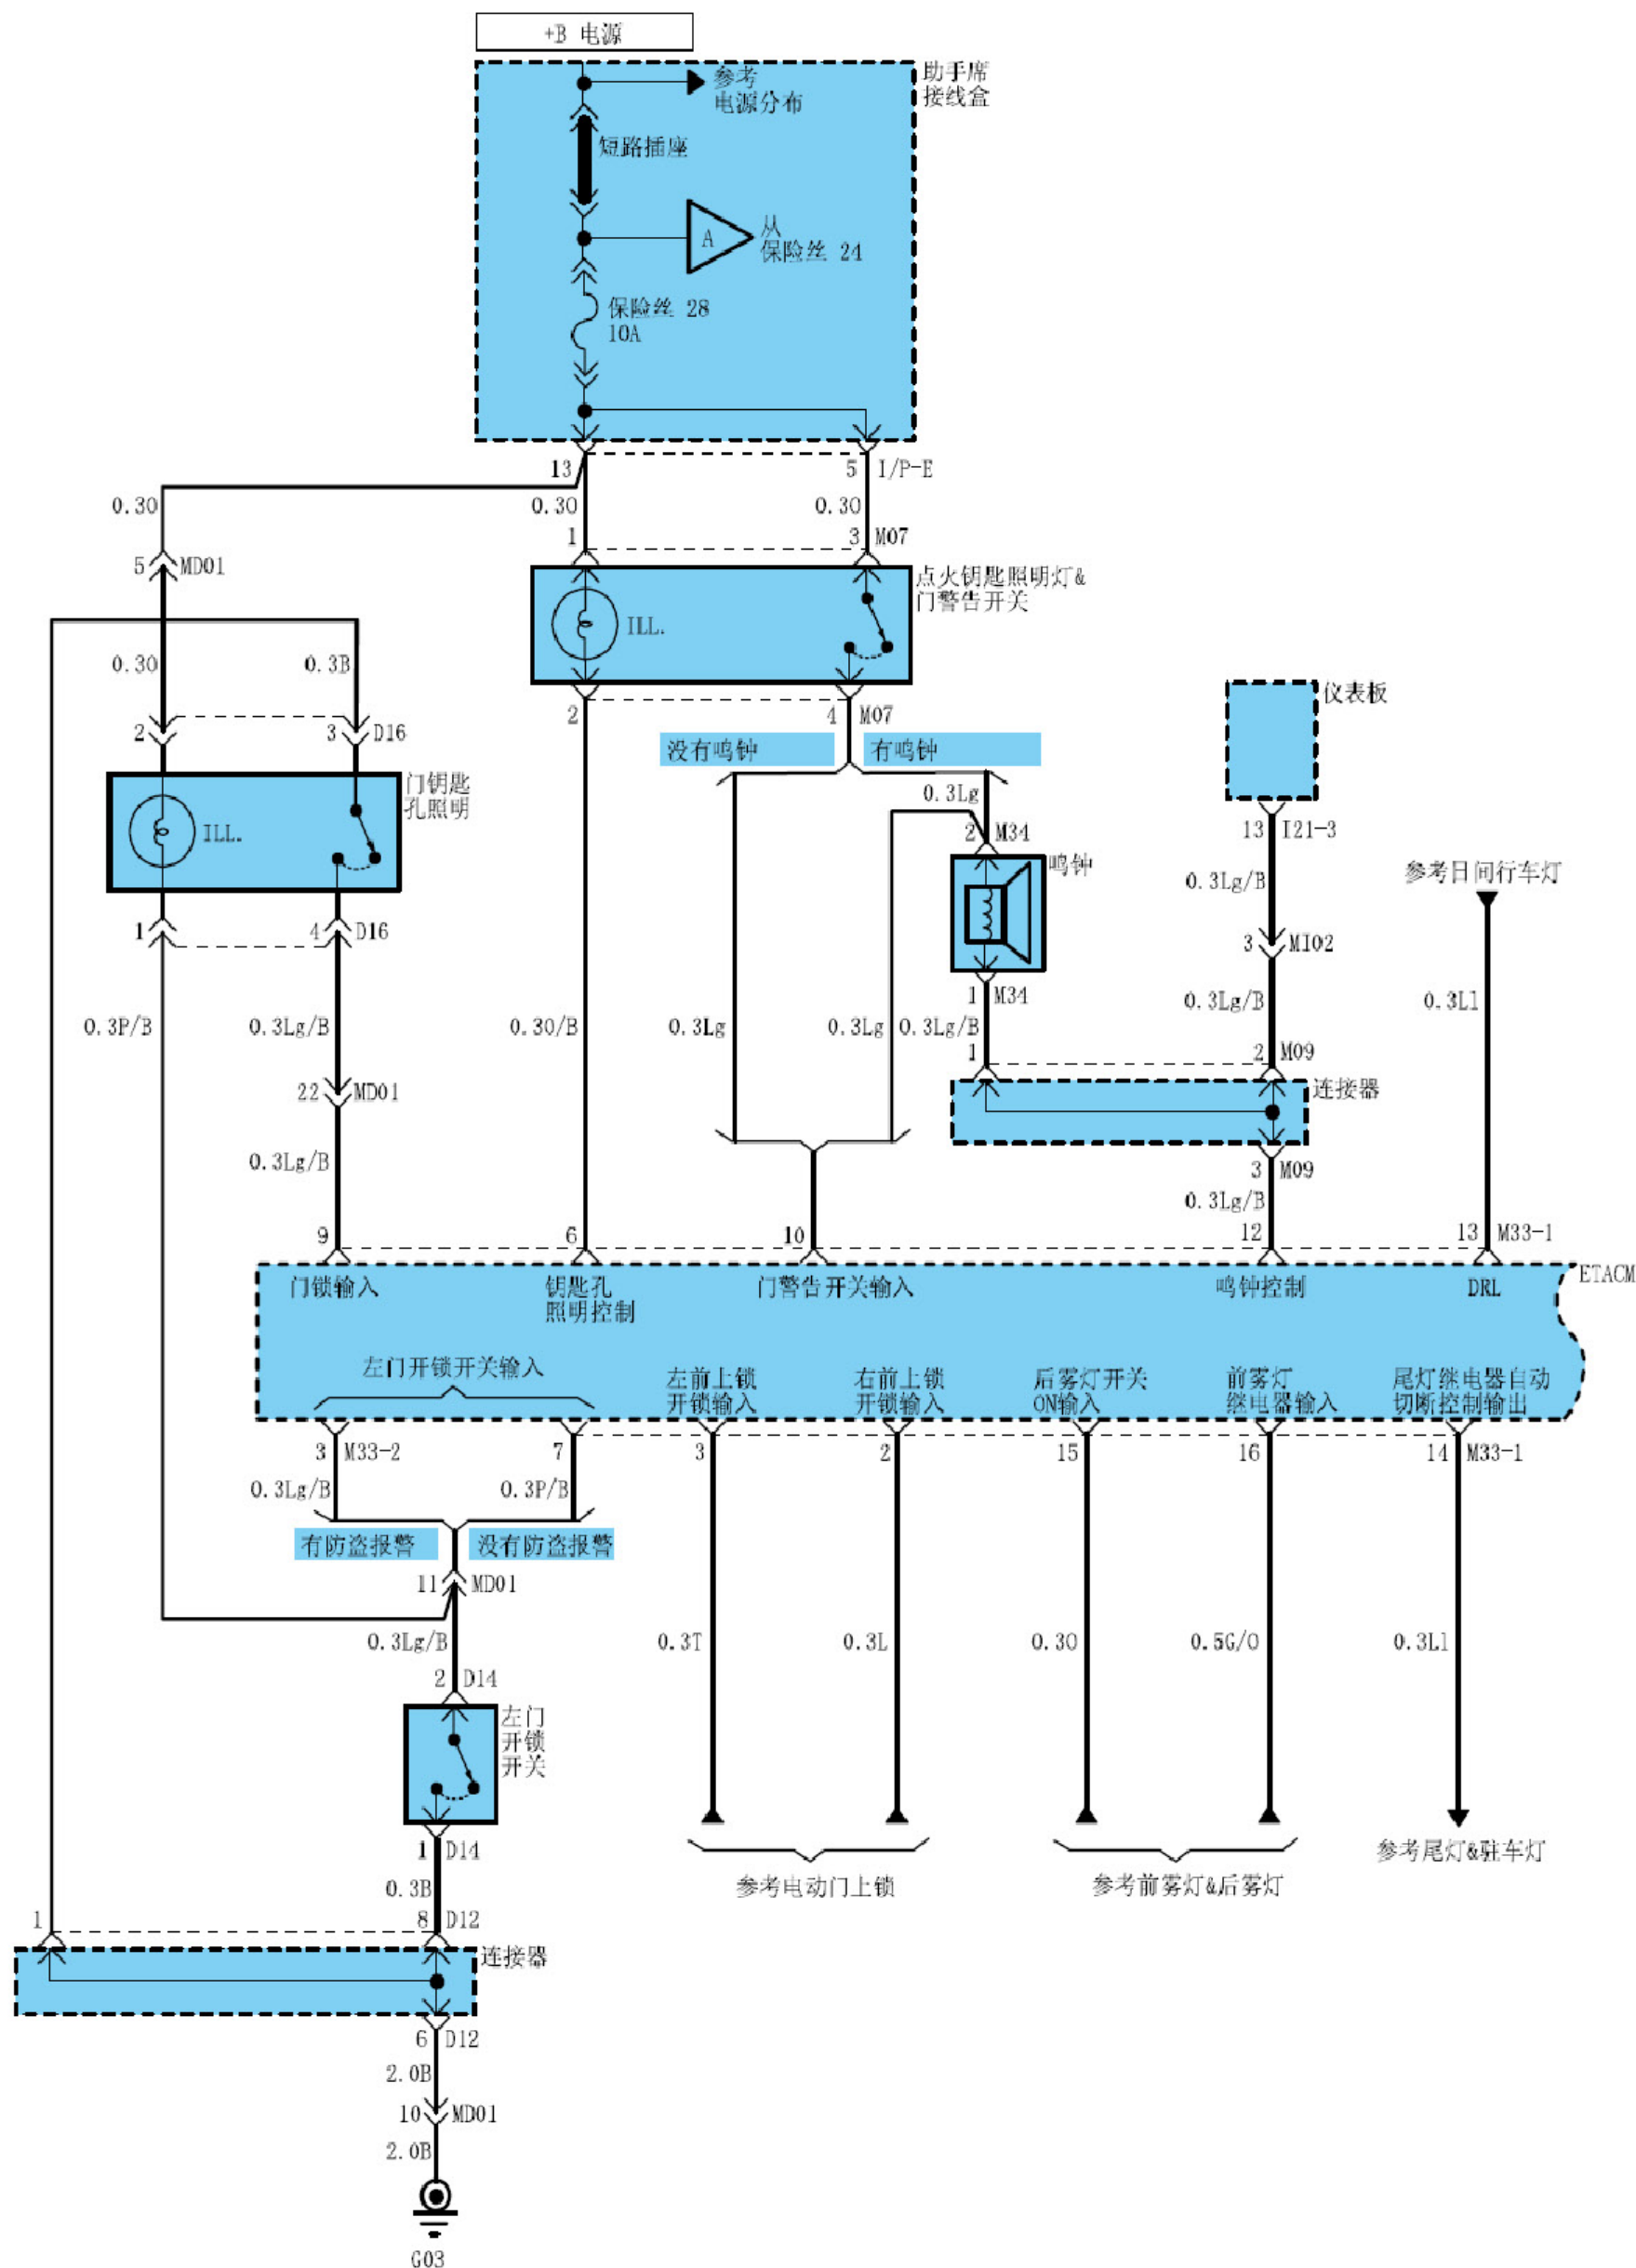 +B 电源
助手席
接线盒
参考
电源分布
短路插座
A
从
保险丝 24
保险丝 28
10A
13
5
I/P-E
0.30
0.30
0.30
1
3
M07
5
MD01
点火钥匙照明灯&
门警告开关
ILL.
0.30
0.3B
2
4
M07
仪表板
2
3
D16
没有鸣钟
有鸣钟
门钥匙
孔照明
ILL.
0.3Lg
2
M34
鸣钟
13
I21-3
0.3Lg/B
参考日间行车灯
1
4
D16
3
MI02
1
M34
0.3P/B
0.3Lg/B
0.30/B
0.3Lg
0.3Lg
0.3Lg/B
0.3Lg/B
0.3Ll
1
2
M09
22
MD01
连接器
0.3Lg/B
3
M09
0.3Lg/B
9
6
10
12
13
M33-1
ETACM
门锁输入
钥匙孔
照明控制
门警告开关输入
鸣钟控制
DRL
左门开锁开关输入
左前上锁
开锁输入
右前上锁
开锁输入
后雾灯开关
ON输入
前雾灯
继电器输入
尾灯继电器自动
切断控制输出
3
M33-2
7
3
2
15
16
14
M33-1
0.3Lg/B
0.3P/B
有防盗报警
没有防盗报警
11
MD01
0.3Lg/B
0.3T
0.3L
0.30
0.5G/O
0.3Ll
2
D14
左门
开锁
开关
1
D14
参考电动门上锁
参考前雾灯&后雾灯
参考尾灯&驻车灯
0.3B
1
8
D12
连接器
6
D12
2.0B
10
MD01
2.0B
G03